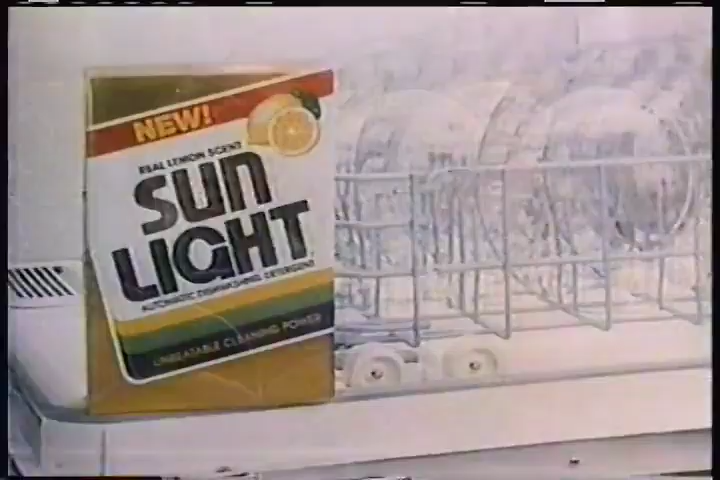 NEW!
REAL LEMON SCENT
SUN
LIGHT
AUTOMATIC DISHWASHING DETERGENT
UNBEATABLE CLEANING POWER